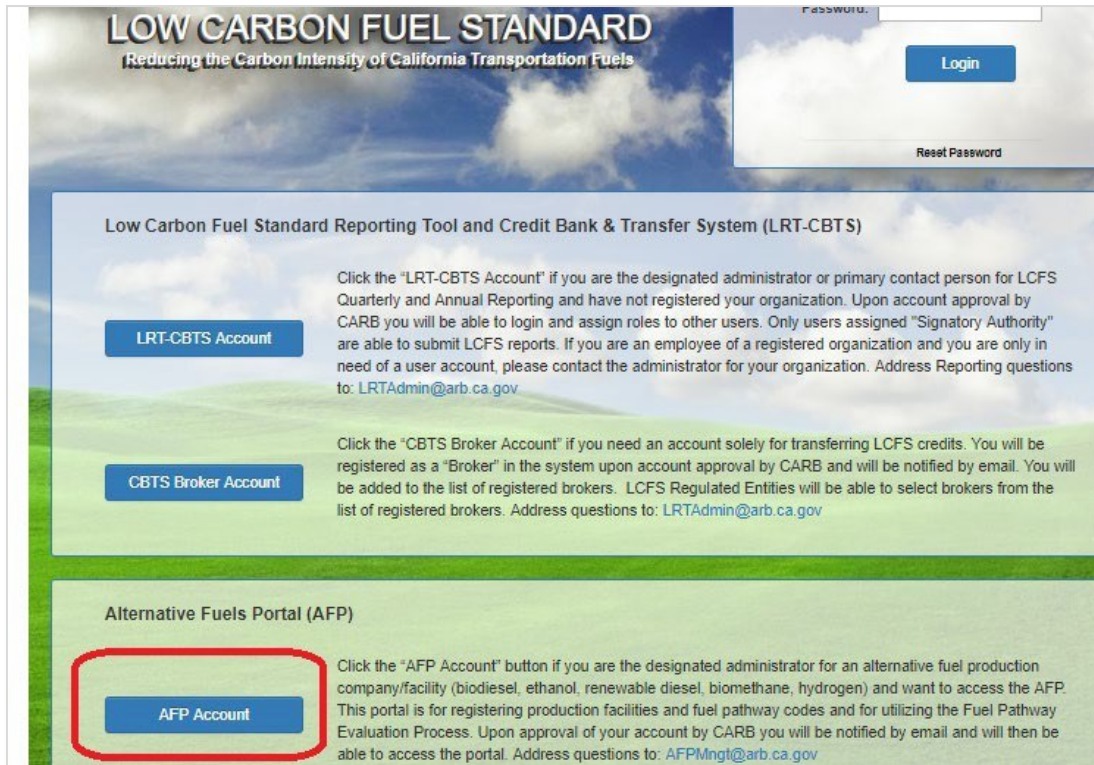 LOW CARBON FUEL STANDARD
Reducing the Carbon Intensity of California Transportation Fuels
Password:
Login
Reset Password
Low Carbon Fuel Standard Reporting Tool and Credit Bank & Transfer System (LRT-CBTS)
LRT-CBTS Account
Click the "LRT-CBTS Account" if you are the designated administrator or primary contact person for LCFS
Quarterly and Annual Reporting and have not registered your organization. Upon account approval by
CARB you will be able to login and assign roles to other users. Only users assigned "Signatory Authority"
are able to submit LCFS reports. If you are an employee of a registered organization and you are only in
need of a user account, please contact the administrator for your organization. Address Reporting questions
to: LRTAdmin@arb.ca.gov
CBTS Broker Account
Click the "CBTS Broker Account" if you need an account solely for transferring LCFS credits. You will be
registered as a "Broker" in the system upon account approval by CARB and will be notified by email. You will
be added to the list of registered brokers. LCFS Regulated Entities will be able to select brokers from the
list of registered brokers. Address questions to: LRTAdmin@arb.ca.gov
Alternative Fuels Portal (AFP)
AFP Account
Click the "AFP Account" button if you are the designated administrator for an alternative fuel production
company/facility (biodiesel, ethanol, renewable diesel, biomethane, hydrogen) and want to access the AFP.
This portal is for registering production facilities and fuel pathway codes and for utilizing the Fuel Pathway
Evaluation Process. Upon approval of your account by CARB you will be notified by email and will then be
able to access the portal. Address questions to: AFPMngt@arb.ca.gov